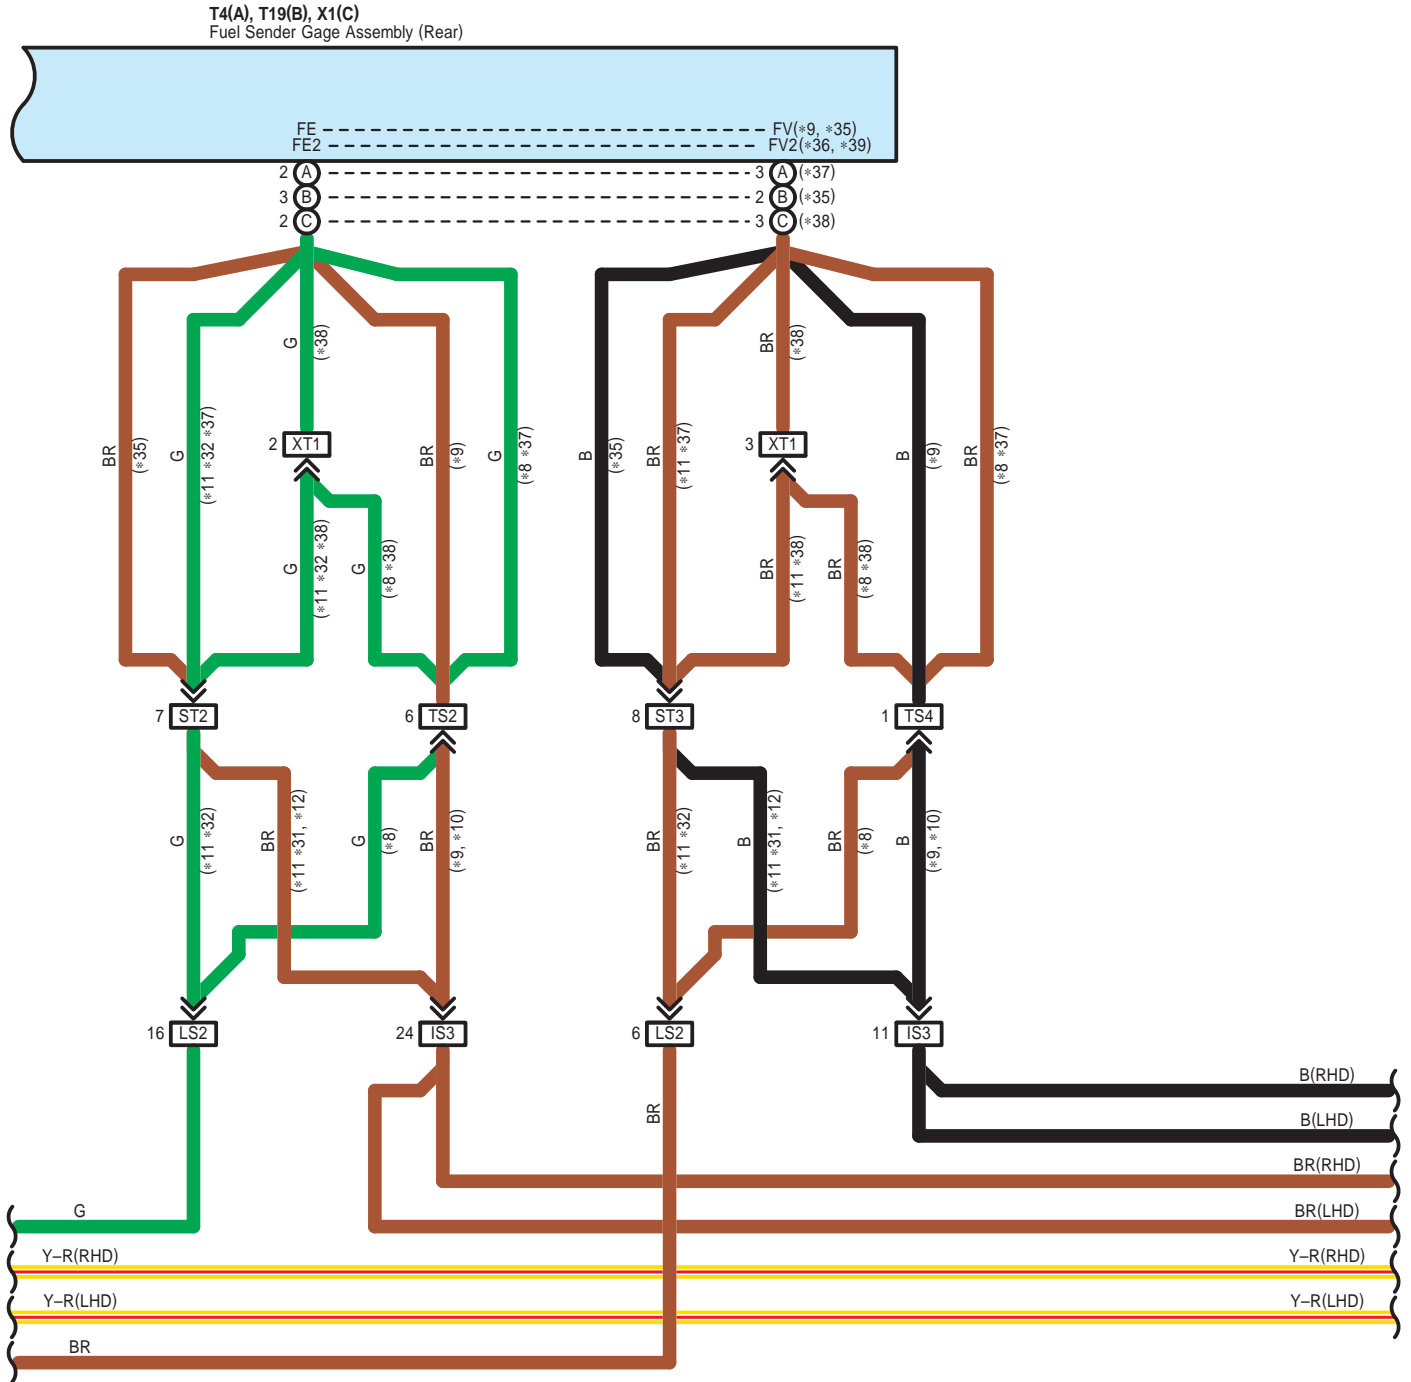 T4(A), T19(B), X1(C)
Fuel Sender Gage Assembly (Rear)
FE FV(*9, *35)
FE2 FV2(*36, *39)
2 A 3 A (*37)
3 B 2 B (*35)
2 C 3 C (*38)
BR (*35)
G (*11 *32 *37)
G (*38)
BR (*9)
G (*8 *37)
B (*35)
BR (*11 *37)
BR (*38)
B (*9)
BR (*8 *37)
2 XT1
3 XT1
G (*11 *32 *38)
G (*8 *38)
BR (*11 *38)
BR (*8 *38)
7 ST2
6 TS2
8 ST3
1 TS4
G (*11 *32)
BR (*11 *31, *12)
G (*8)
BR (*9, *10)
BR (*11 *32)
B (*11 *31, *12)
BR (*8)
B (*9, *10)
16 LS2
24 IS3
6 LS2
11 IS3
B(RHD)
BR
B(LHD)
BR(RHD)
G
BR(LHD)
Y–R(RHD) Y–R(RHD)
Y–R(LHD) Y–R(LHD)
BR